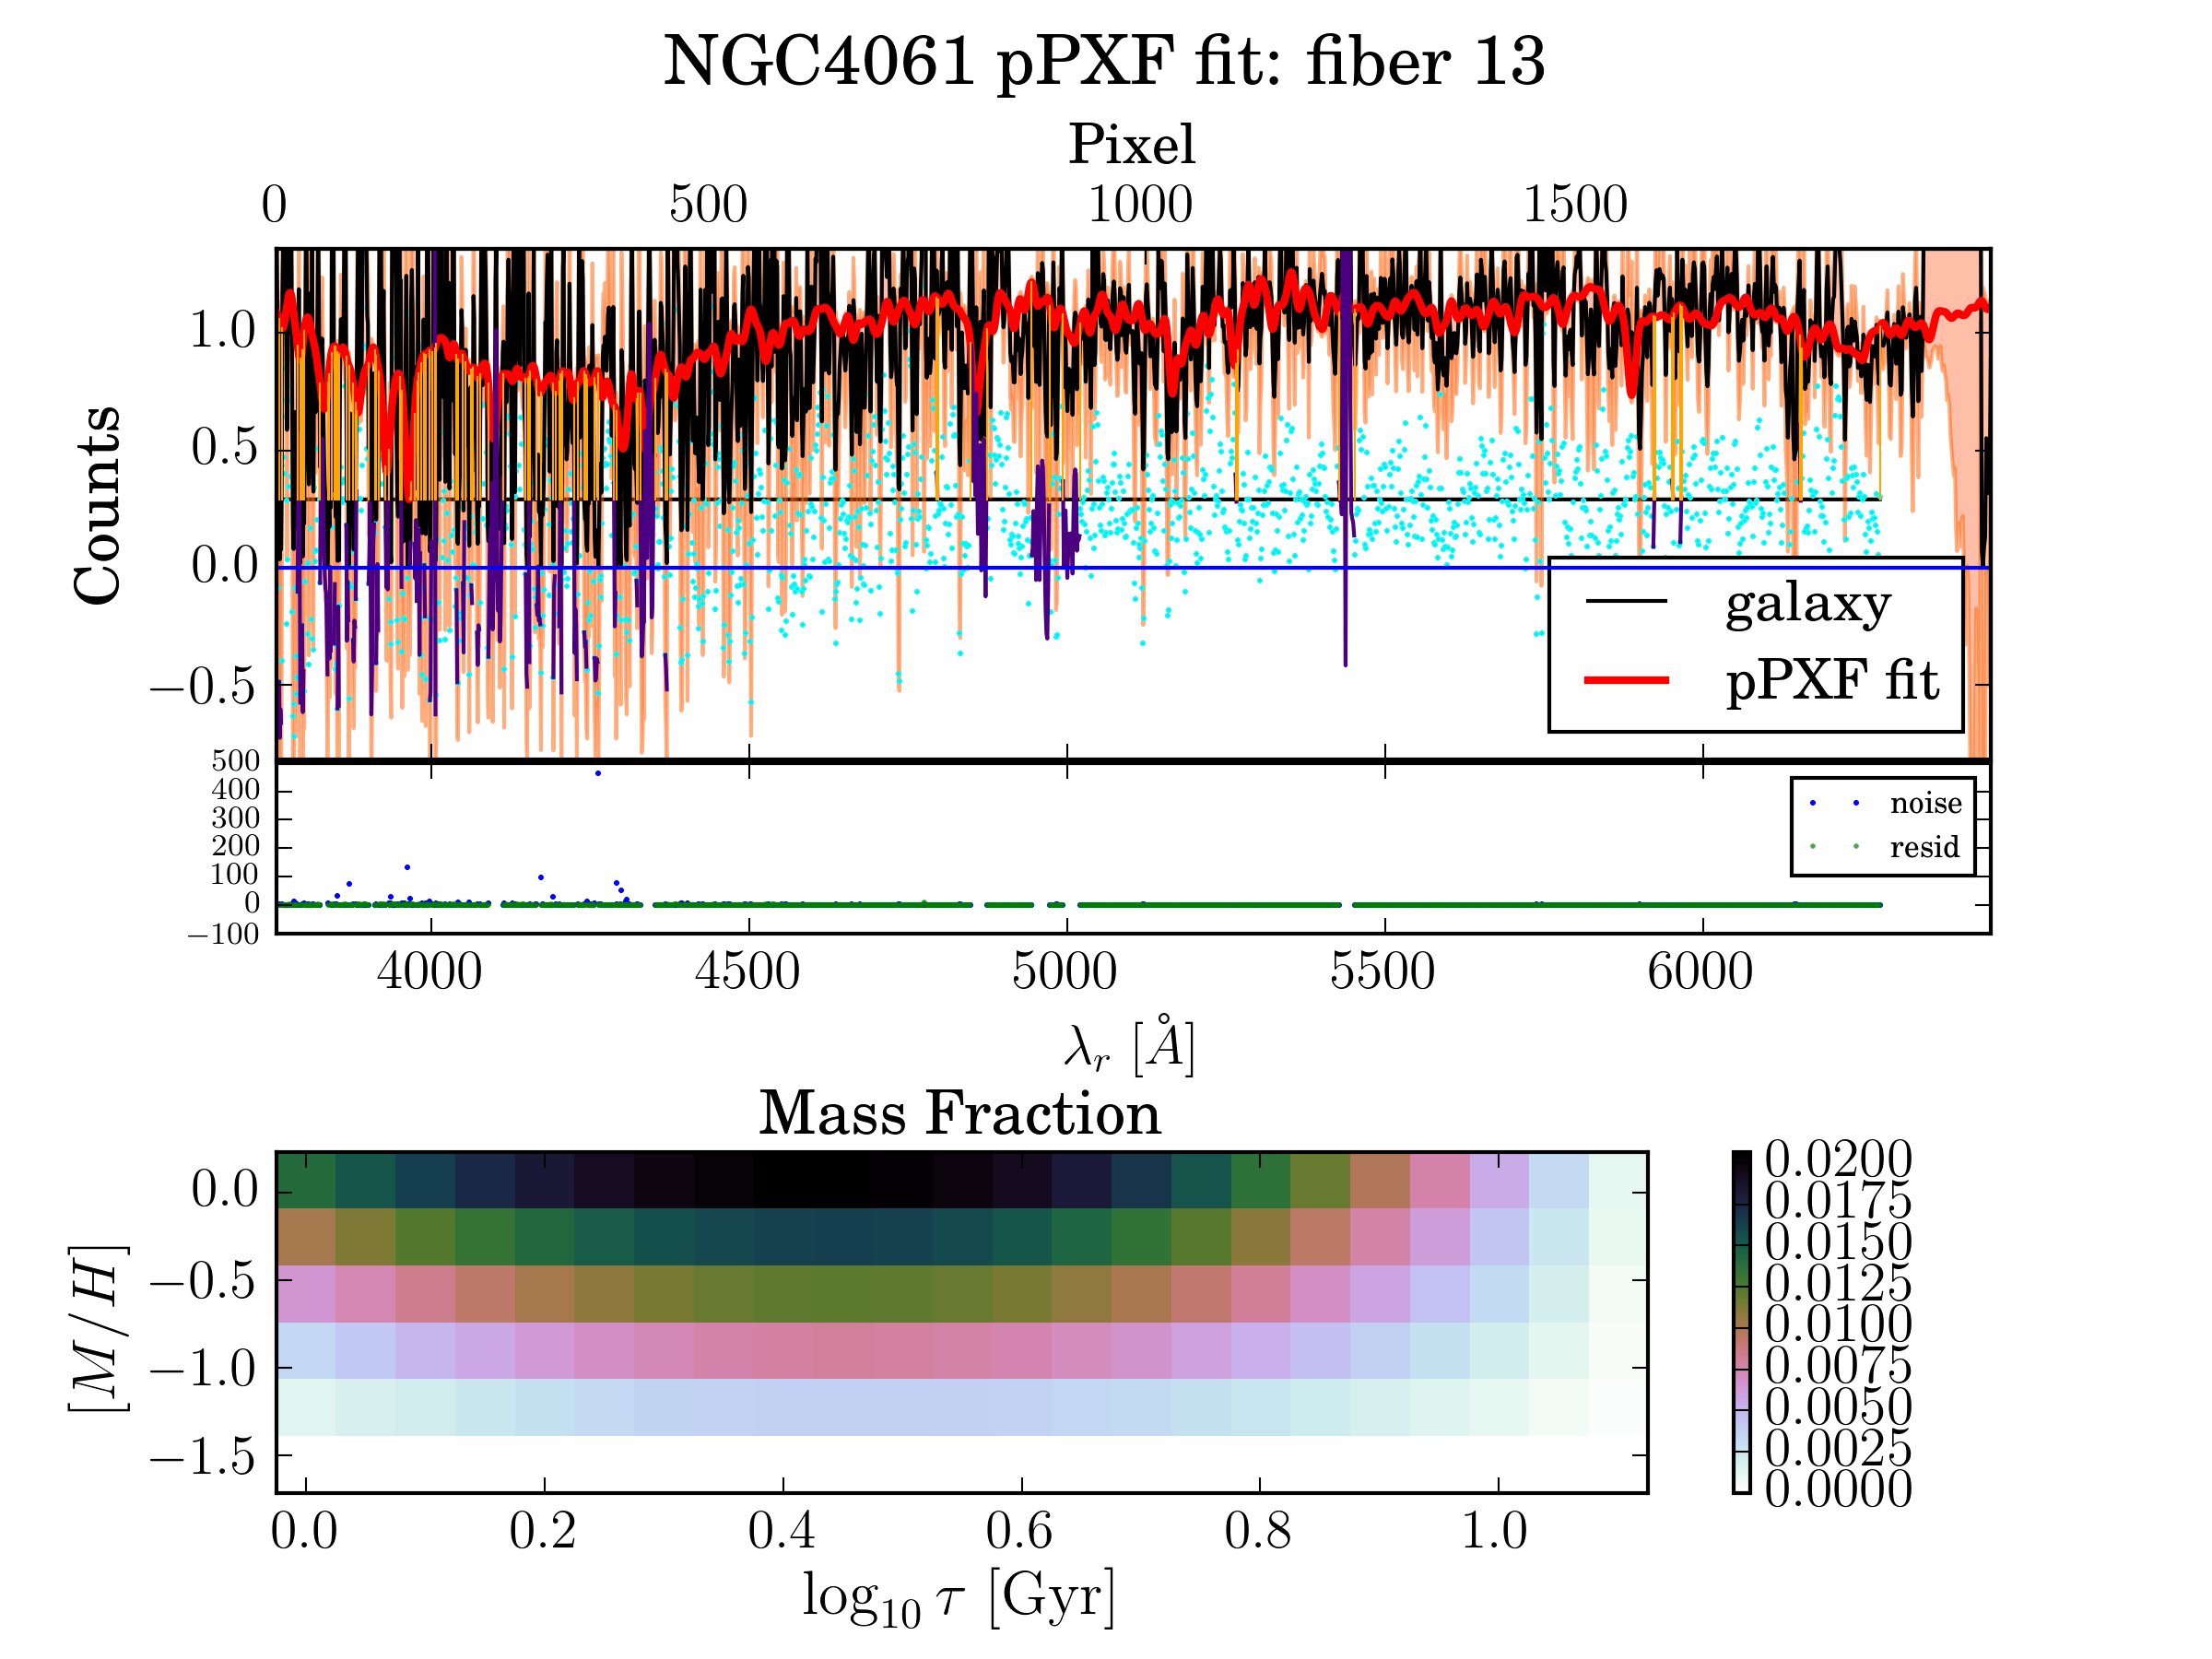 NGC4061 pPXF fit: fiber 13
Pixel
0 500 1000 1500
Counts
1.0
0.5
0.0
−0.5
galaxy
pPXF fit
500
400
300
200
100
0
−100
noise
resid
4000 4500 5000 5500 6000
λr [Å]
Mass Fraction
[M/H]
0.0
−0.5
−1.0
−1.5
0.0 0.2 0.4 0.6 0.8 1.0
log10 τ [Gyr]
0.0200
0.0175
0.0150
0.0125
0.0100
0.0075
0.0050
0.0025
0.0000